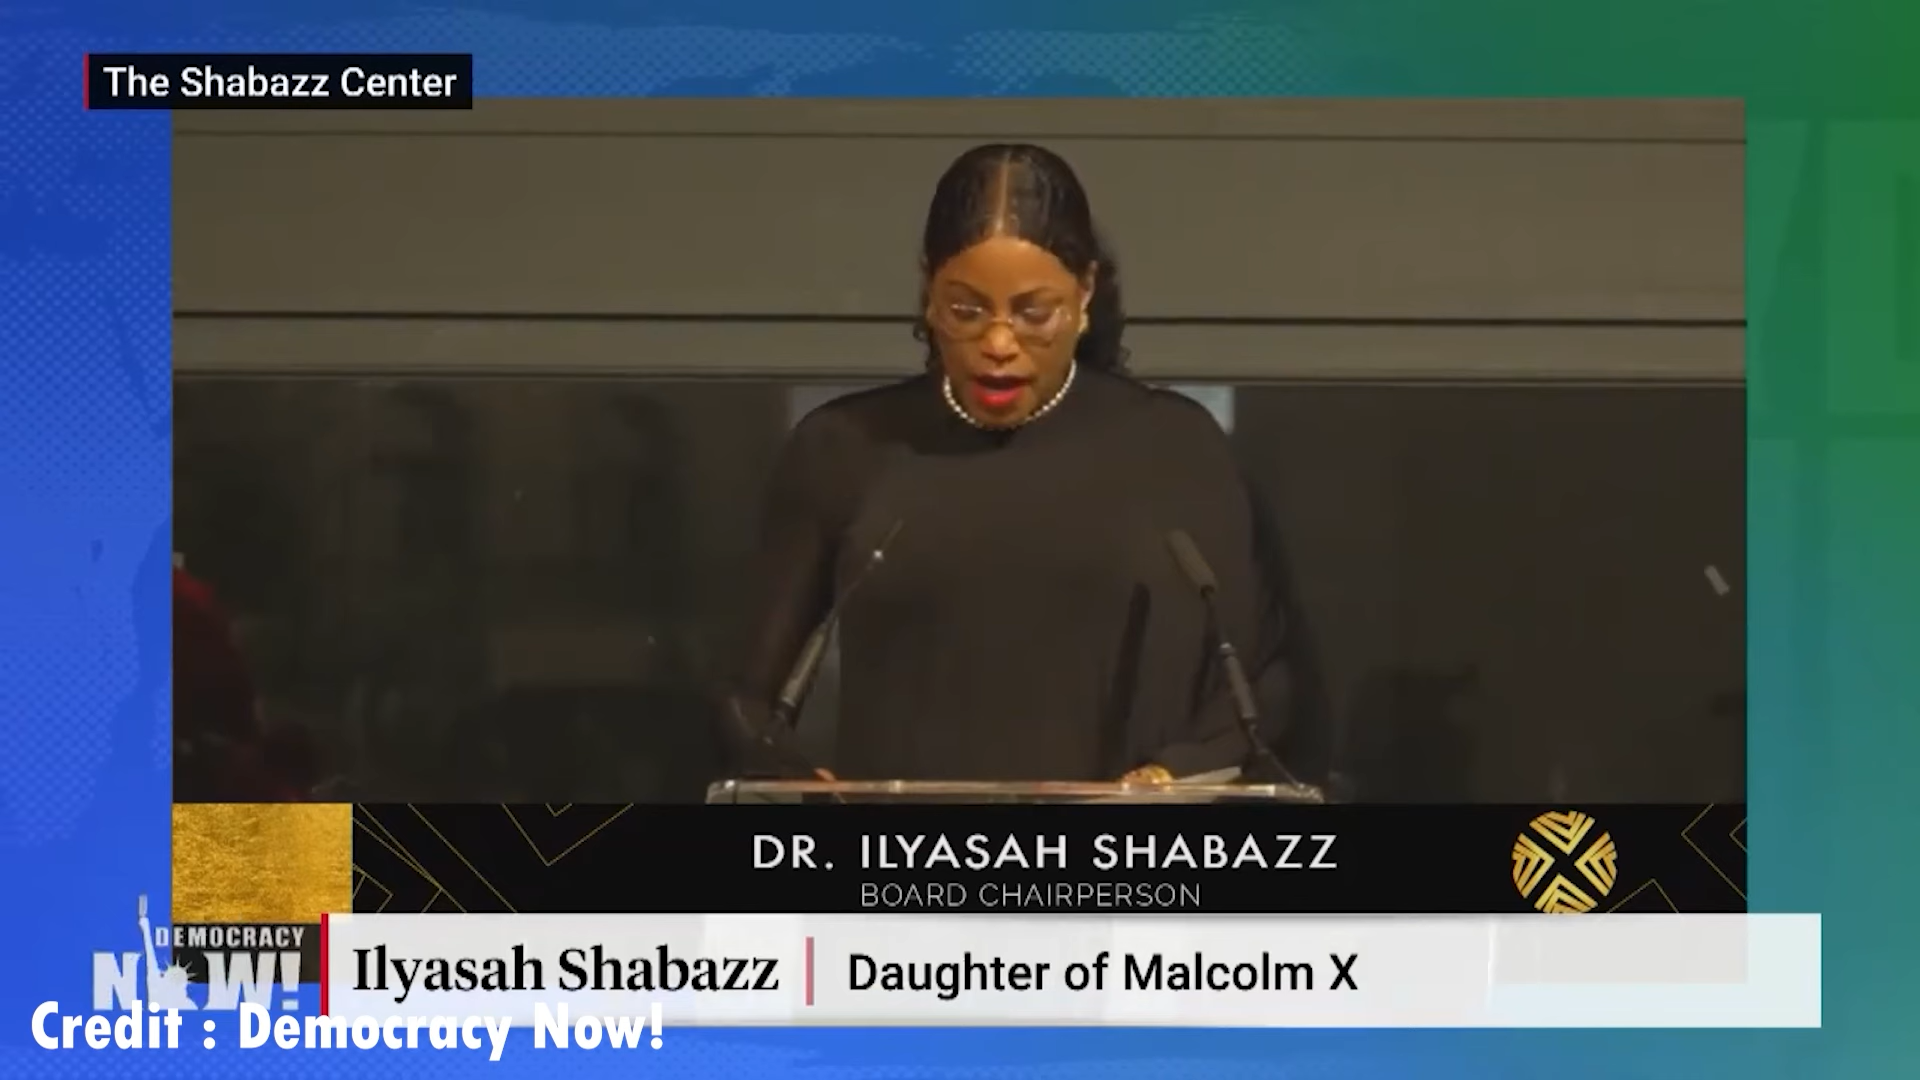 The Shabazz Center
DR. ILYASAH SHABAZZ
BOARD CHAIRPERSON
DEMOCRACY
NOW!
Ilyasah Shabazz
Daughter of Malcolm X
Credit : Democracy Now!